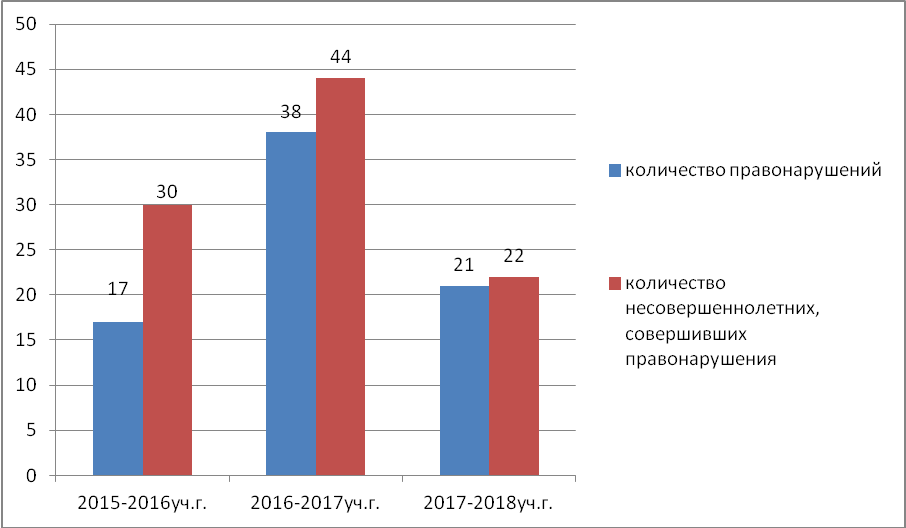 50
45
40
35
30
25
20
15
10
5
0
17
30
38
44
21
22
2015-2016уч.г.
2016-2017уч.г.
2017-2018уч.г.
количество правонарушений
количество
несовершеннолетних,
совершивших
правонарушения